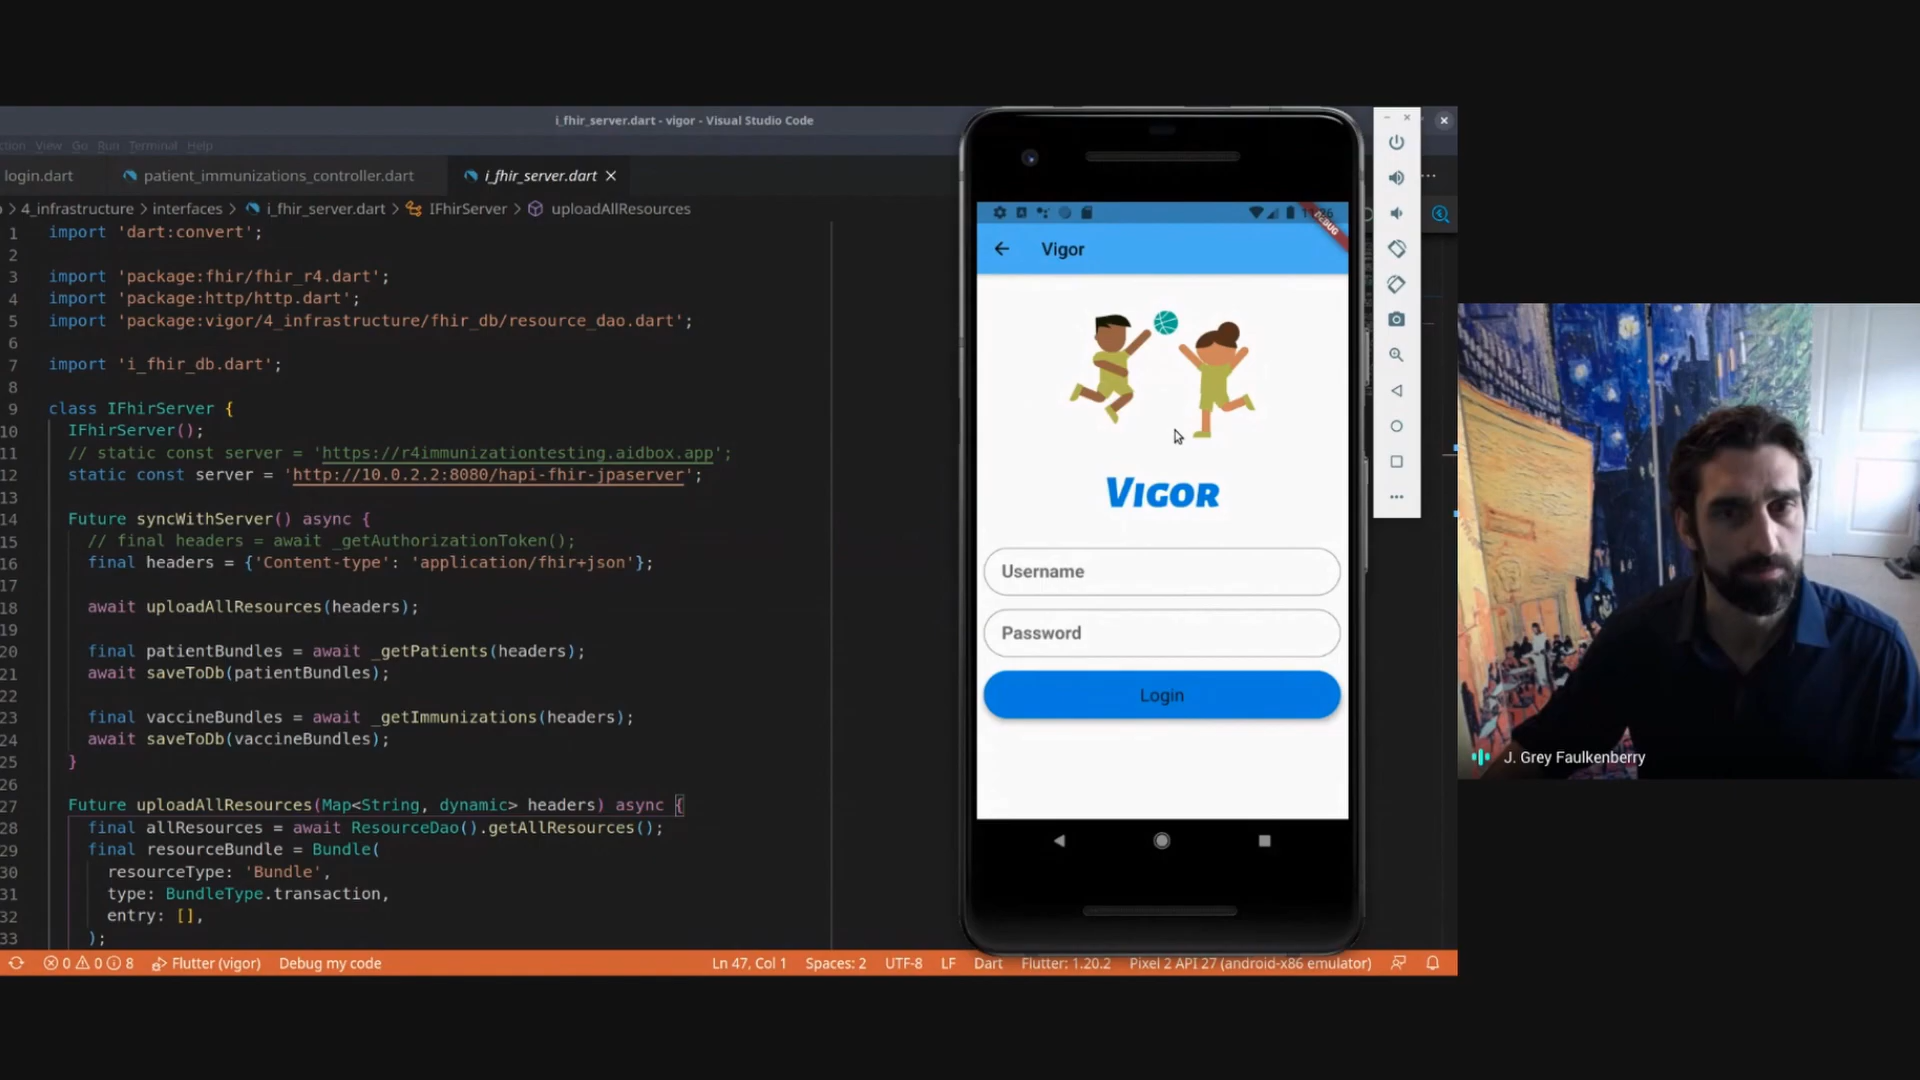 i_fhir_server.dart - vigor - Visual Studio Code
View Go Run Terminal Help
login.dart
patient_immunizations_controller.dart
i_fhir_server.dart
4_infrastructure > interfaces > i_fhir_server.dart > IFhirServer > uploadAllResources
1 import 'dart:convert';
2
3 import 'package:fhir/fhir_r4.dart';
4 import 'package:http/http.dart';
5 import 'package:vigor/4_infrastructure/fhir_db/resource_dao.dart';
6
7 import 'i_fhir_db.dart';
8
9 class IFhirServer {
10 IFhirServer();
11 // static const server = 'https://r4immunizationtesting.aidbox.app';
12 static const server = 'http://10.0.2.2:8080/hapi-fhir-jpaserver';
13
14 Future syncWithServer() async {
15 // final headers = await _getAuthorizationToken();
16 final headers = {'Content-type': 'application/fhir+json'};
17
18 await uploadAllResources(headers);
19
20 final patientBundles = await _getPatients(headers);
21 await saveToDb(patientBundles);
22
23 final vaccineBundles = await _getImmunizations(headers);
24 await saveToDb(vaccineBundles);
25 }
26
27 Future uploadAllResources(Map<String, dynamic> headers) async {
28 final allResources = await ResourceDao().getAllResources();
29 final resourceBundle = Bundle(
30 resourceType: 'Bundle',
31 type: BundleType.transaction,
32 entry: [],
33 );
0 0 8 Flutter (vigor) Debug my code
Ln 47, Col 1 Spaces: 2 UTF-8 LF Dart Flutter: 1.20.2 Pixel 2 API 27 (android-x86 emulator)
DEBUG
Vigor
VIGOR
Username
Password
Login
J. Grey Faulkenberry